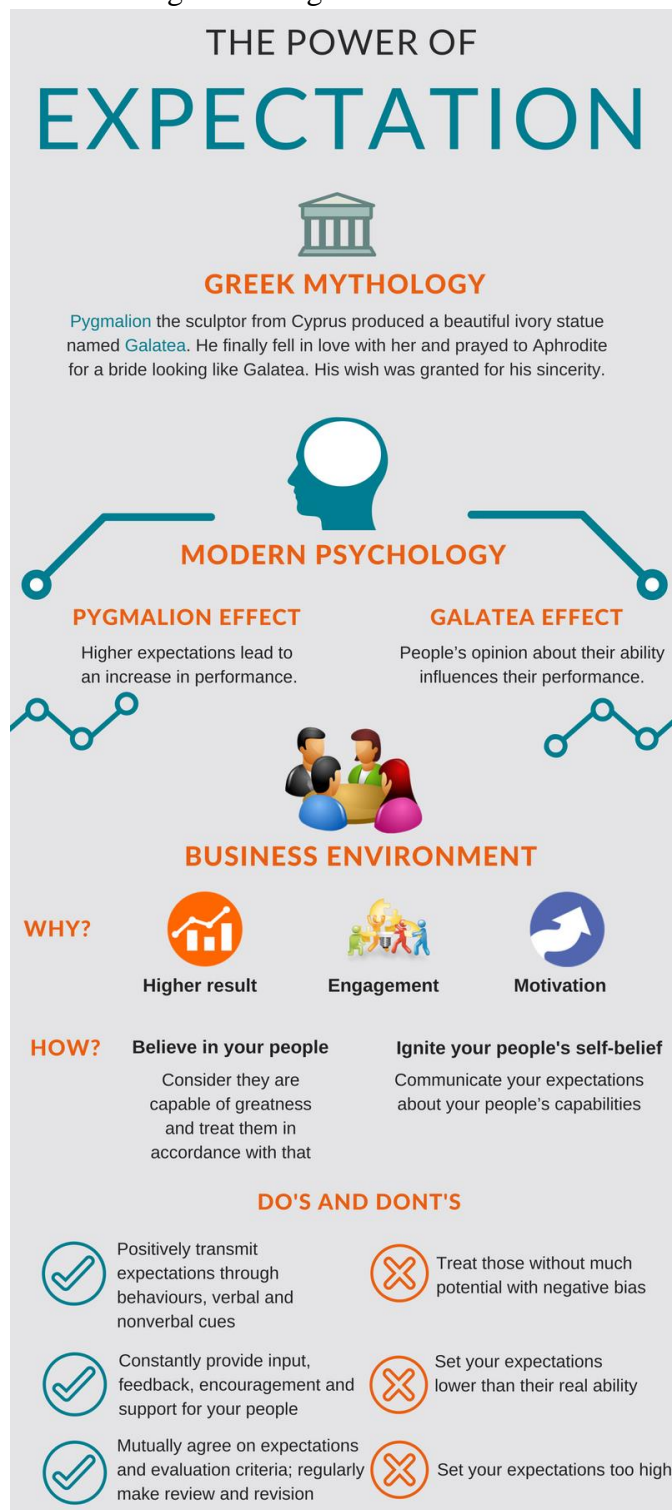 THE POWER OF
EXPECTATION
GREEK MYTHOLOGY
Pygmalion the sculptor from Cyprus produced a beautiful ivory statue
named Galatea. He finally fell in love with her and prayed to Aphrodite
for a bride looking like Galatea. His wish was granted for his sincerity.
MODERN PSYCHOLOGY
PYGMALION EFFECT
Higher expectations lead to
an increase in performance.
GALATEA EFFECT
People's opinion about their ability
influences their performance.
BUSINESS ENVIRONMENT
WHY?
Higher result
Engagement
Motivation
HOW?
Believe in your people
Consider they are
capable of greatness
and treat them in
accordance with that
Ignite your people's self-belief
Communicate your expectations
about your people's capabilities
DO'S AND DONT'S
Positively transmit
expectations through
behaviours, verbal and
nonverbal cues
Treat those without much
potential with negative bias
Constantly provide input,
feedback, encouragement and
support for your people
Set your expectations
lower than their real ability
Mutually agree on expectations
and evaluation criteria; regularly
make review and revision
Set your expectations too high